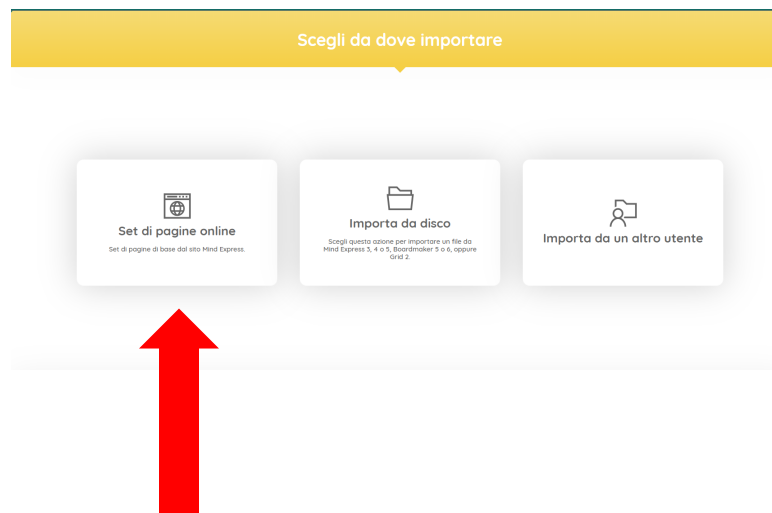 Scegli da dove importare
Set di pagine online
Set di pagine di base dal sito Mind Express.
Importa da disco
Scegli questa azione per importare un file da
Mind Express 3, 4 o 5, Boardmaker 5 o 6, oppure
Grid 2.
Importa da un altro utente